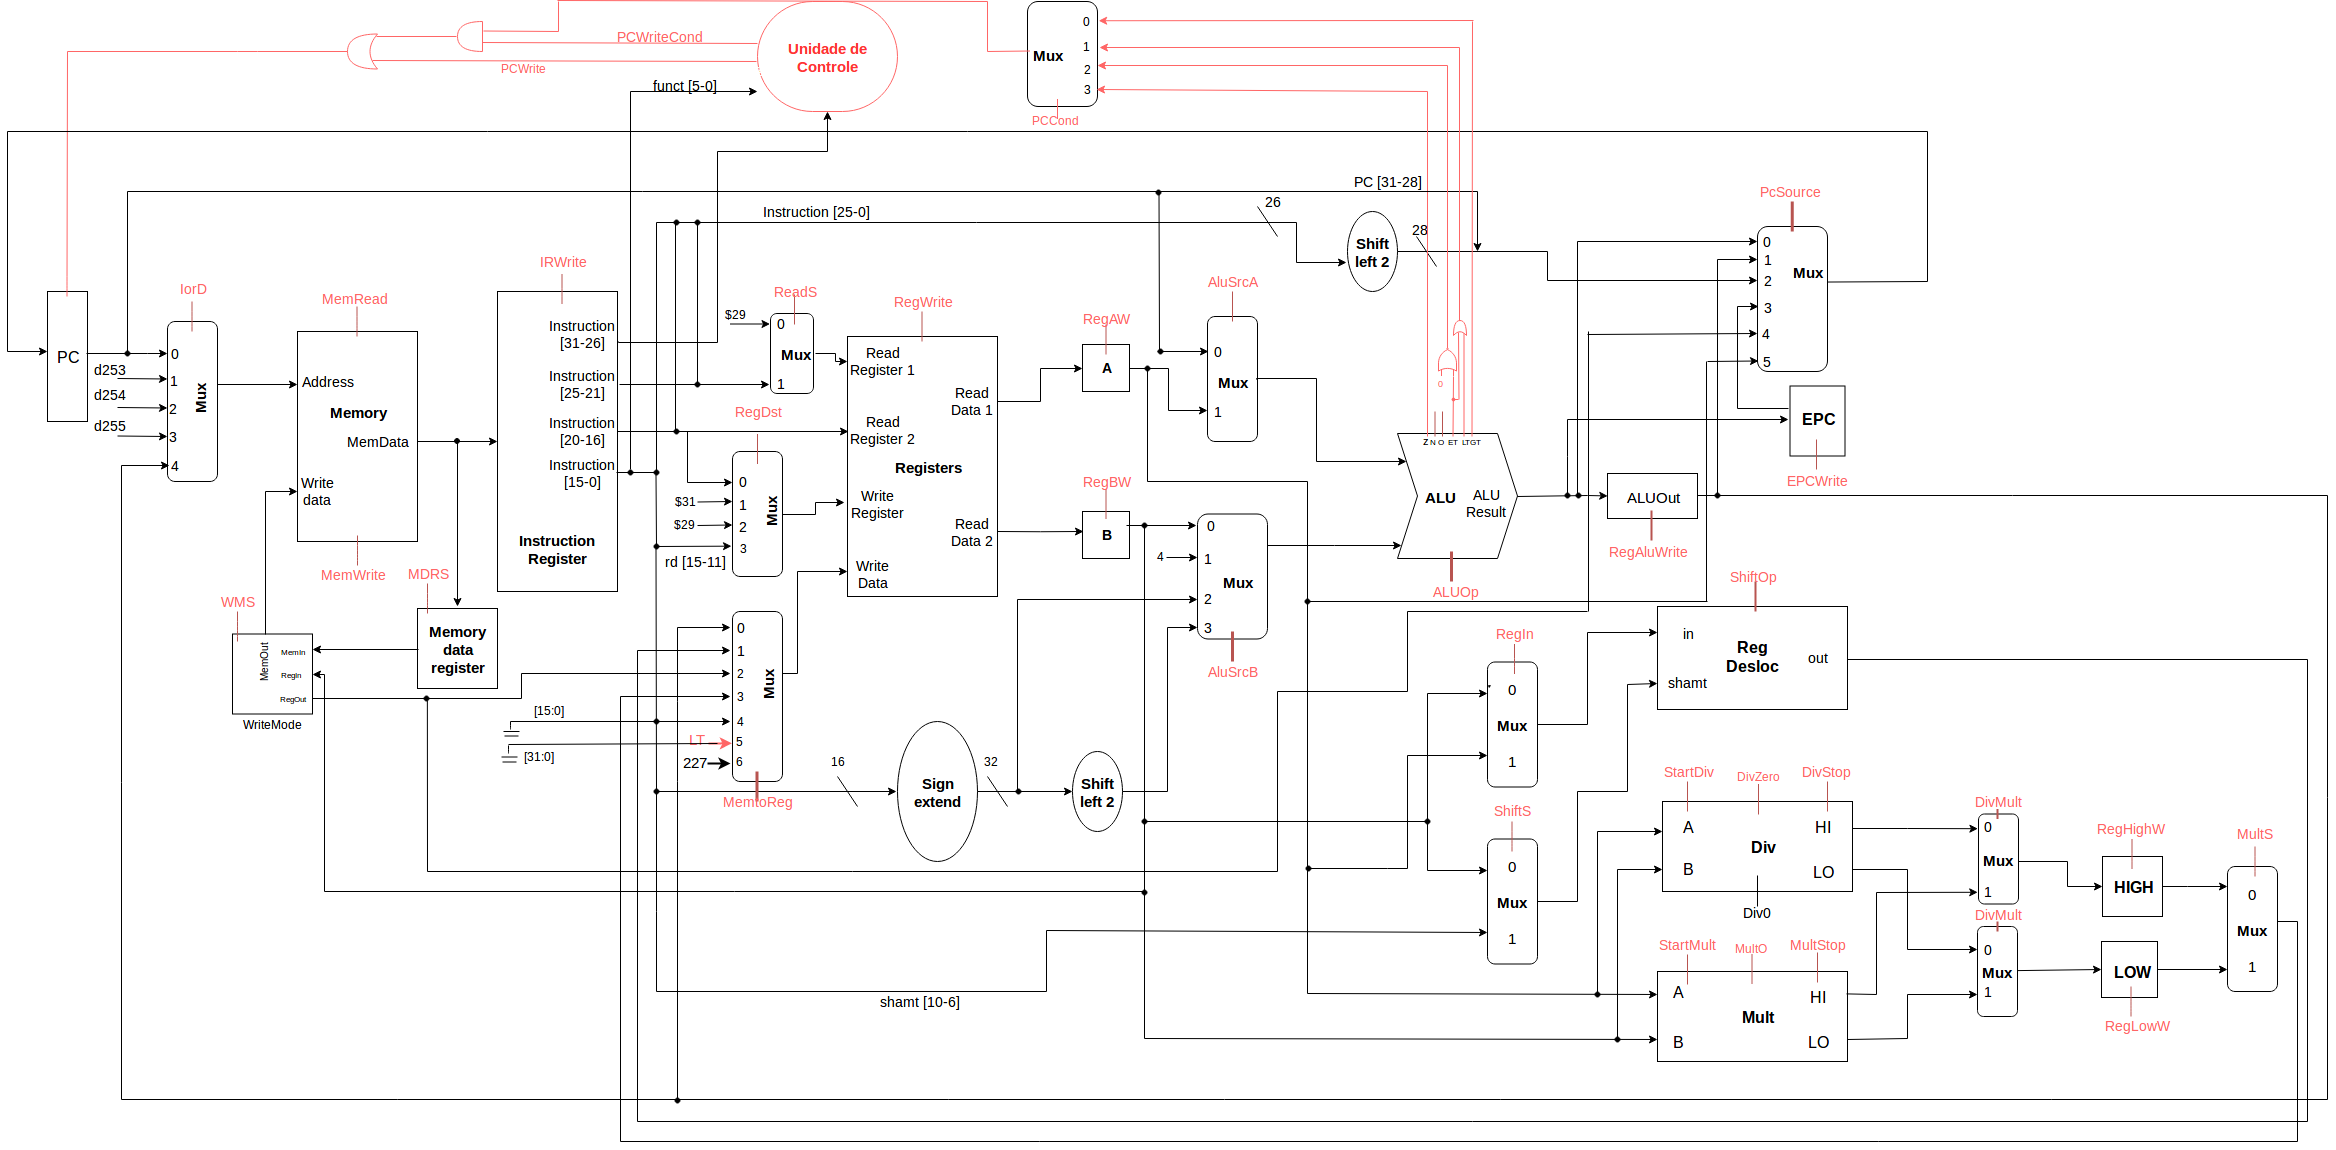 Unidade de
Controle
PCWriteCond
PCWrite
funct [5-0]
Mux
0
1
2
3
PCCond
PC [31-28]
Instruction [25-0]
26
Shift
left 2
28
PcSource
0
1
2
3
4
5
Mux
PC
IorD
d253
d254
d255
0
1
2
3
4
Mux
MemRead
Address
Memory
MemData
Write
data
MemWrite
IRWrite
Instruction
[31-26]
Instruction
[25-21]
Instruction
[20-16]
Instruction
[15-0]
Instruction
Register
ReadS
$29
0
Mux
1
RegDst
0
$31
1
$29
2
3
rd [15-11]
Mux
RegWrite
Read
Register 1
Read
Register 2
Read
Data 1
Registers
Write
Register
Read
Data 2
Write
Data
RegAW
A
RegBW
B
AluSrcA
0
Mux
1
0
4
1
Mux
2
3
AluSrcB
0
Z N O ET LT GT
ALU
ALU
Result
ALUOp
EPC
EPCWrite
ALUOut
RegAluWrite
MDRS
Memory
data
register
WMS
MemOut
MemIn
RegIn
RegOut
WriteMode
0
1
2
3
4
5
6
Mux
[15:0]
LT
[31:0]
227
MemtoReg
16
Sign
extend
32
Shift
left 2
RegIn
0
Mux
1
ShiftS
0
Mux
1
ShiftOp
in
Reg
Desloc
out
shamt
StartDiv
DivZero
DivStop
A
HI
Div
B
LO
Div0
StartMult
MultO
MultStop
A
HI
Mult
B
LO
DivMult
0
Mux
1
DivMult
0
Mux
1
RegHighW
HIGH
LOW
RegLowW
MultS
0
Mux
1
shamt [10-6]